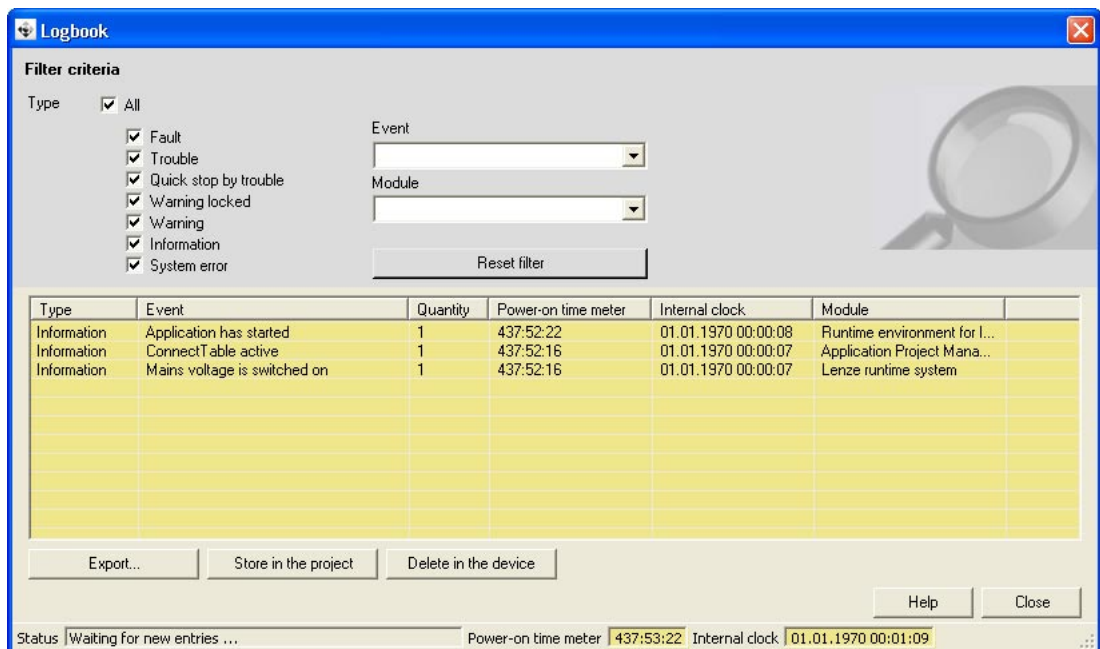 Logbook
Filter criteria
Type All
Fault
Trouble
Quick stop by trouble
Warning locked
Warning
Information
System error
Event
Module
Reset filter
Type Event Quantity Power-on time meter Internal clock Module
Information Application has started 1 437:52:22 01.01.1970 00:00:08 Runtime environment for I...
Information ConnectTable active 1 437:52:16 01.01.1970 00:00:07 Application Project Mana...
Information Mains voltage is switched on 1 437:52:16 01.01.1970 00:00:07 Lenze runtime system
Export... Store in the project Delete in the device
Help Close
Status Waiting for new entries ... Power-on time meter 437:53:22 Internal clock 01.01.1970 00:01:09